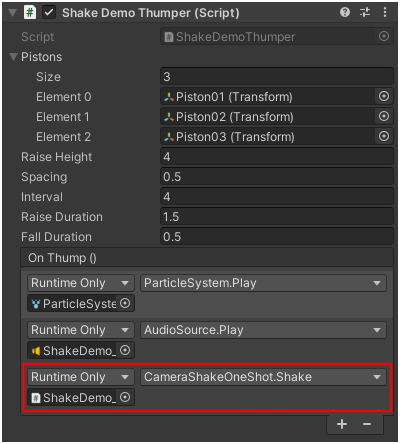 Shake Demo Thumper (Script)
Script ShakeDemoThumper
Pistons
Size 3
Element 0 Piston01 (Transform)
Element 1 Piston02 (Transform)
Element 2 Piston03 (Transform)
Raise Height 4
Spacing 0.5
Interval 4
Raise Duration 1.5
Fall Duration 0.5
On Thump ()
Runtime Only ParticleSystem.Play
ParticleSyste
Runtime Only AudioSource.Play
ShakeDemo_
Runtime Only CameraShakeOneShot.Shake
ShakeDemo_